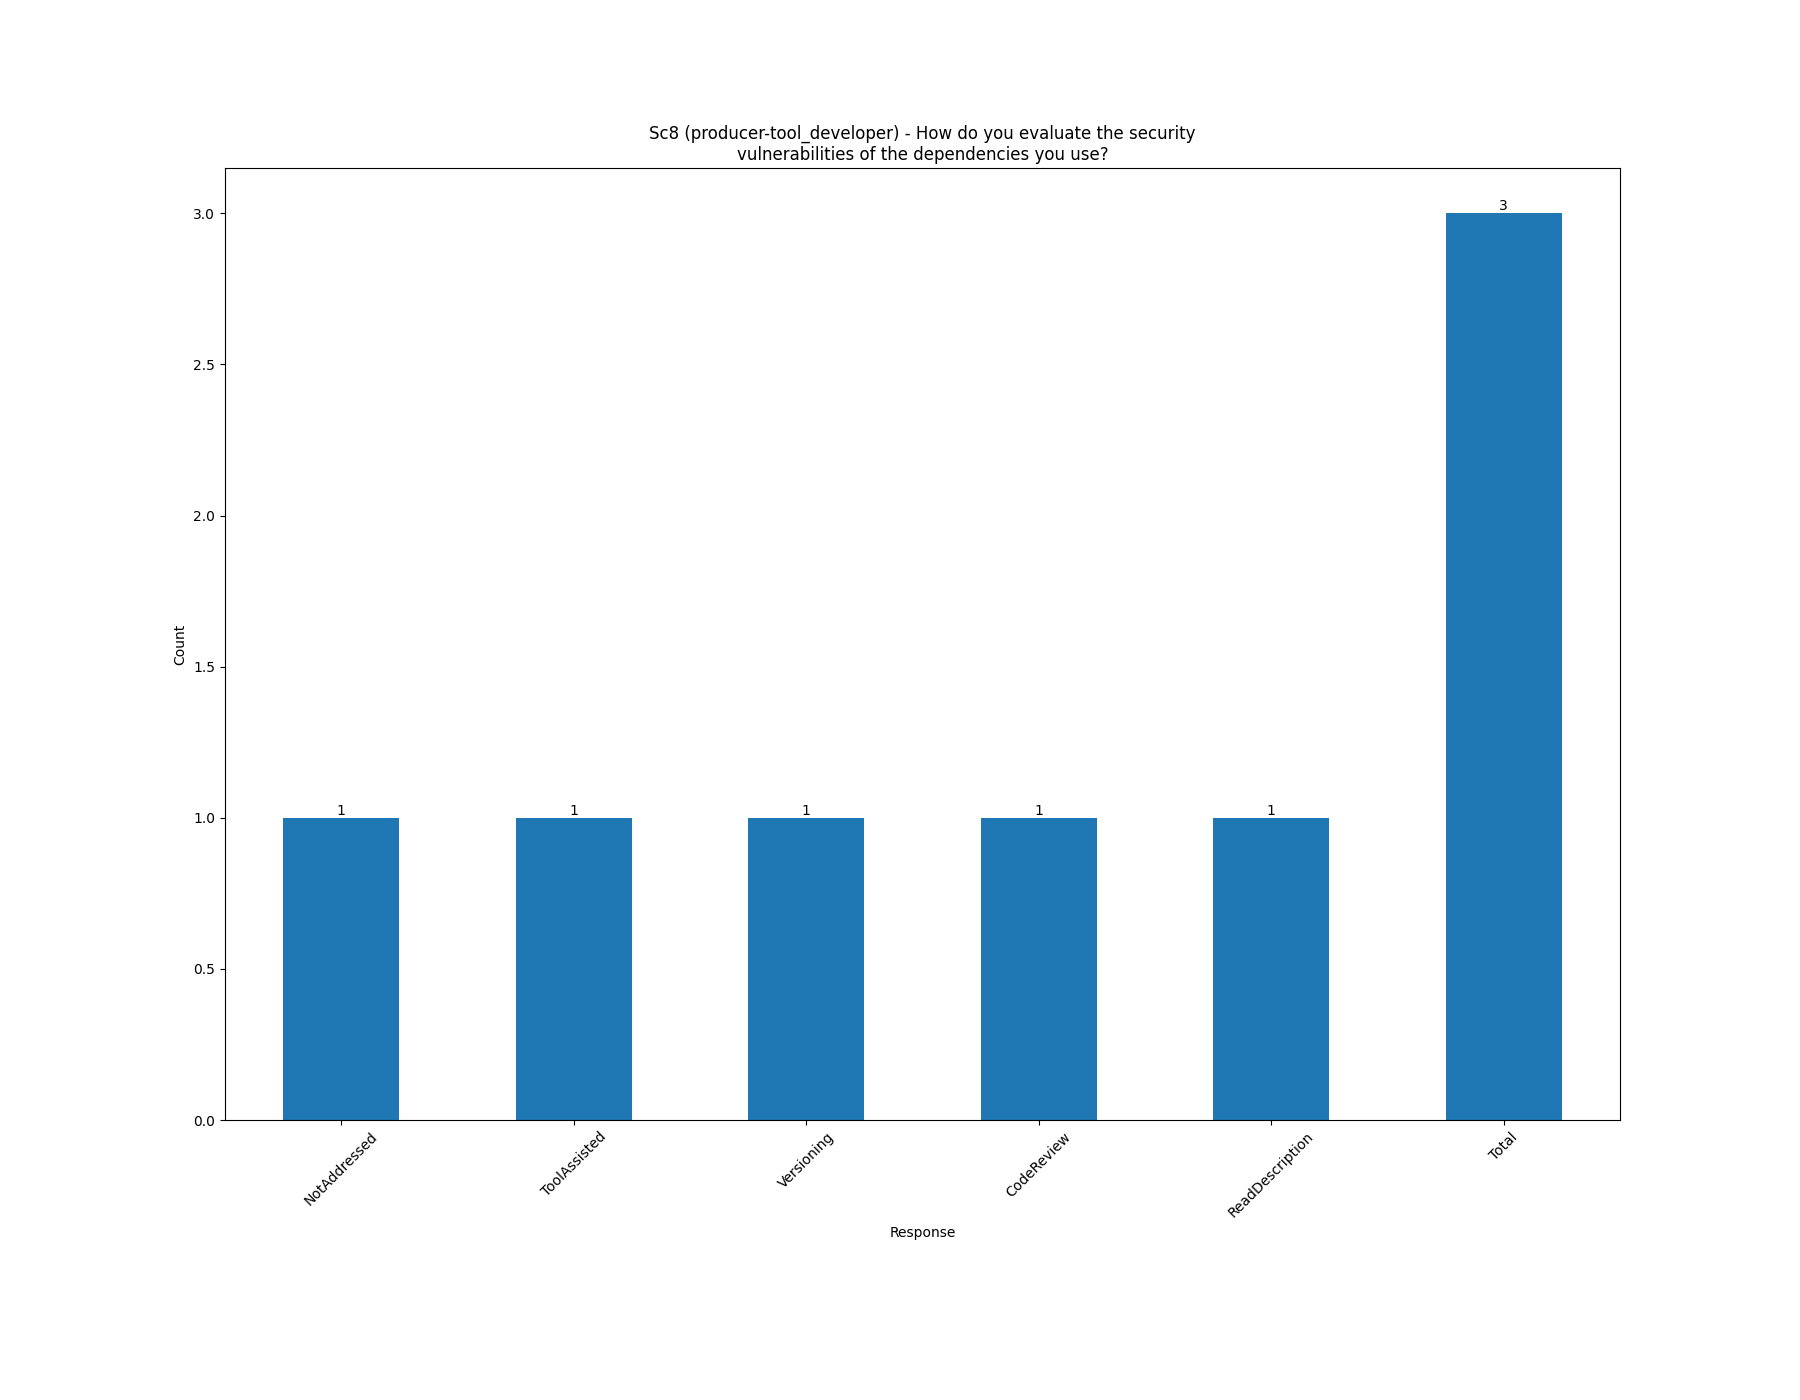 Sc8 (producer-tool_developer) - How do you evaluate the security
vulnerabilities of the dependencies you use?
3.0
2.5
2.0
1.5
1.0
0.5
0.0
Count
1
1
1
1
1
3
NotAddressed
ToolAssisted
Versioning
CodeReview
ReadDescription
Total
Response